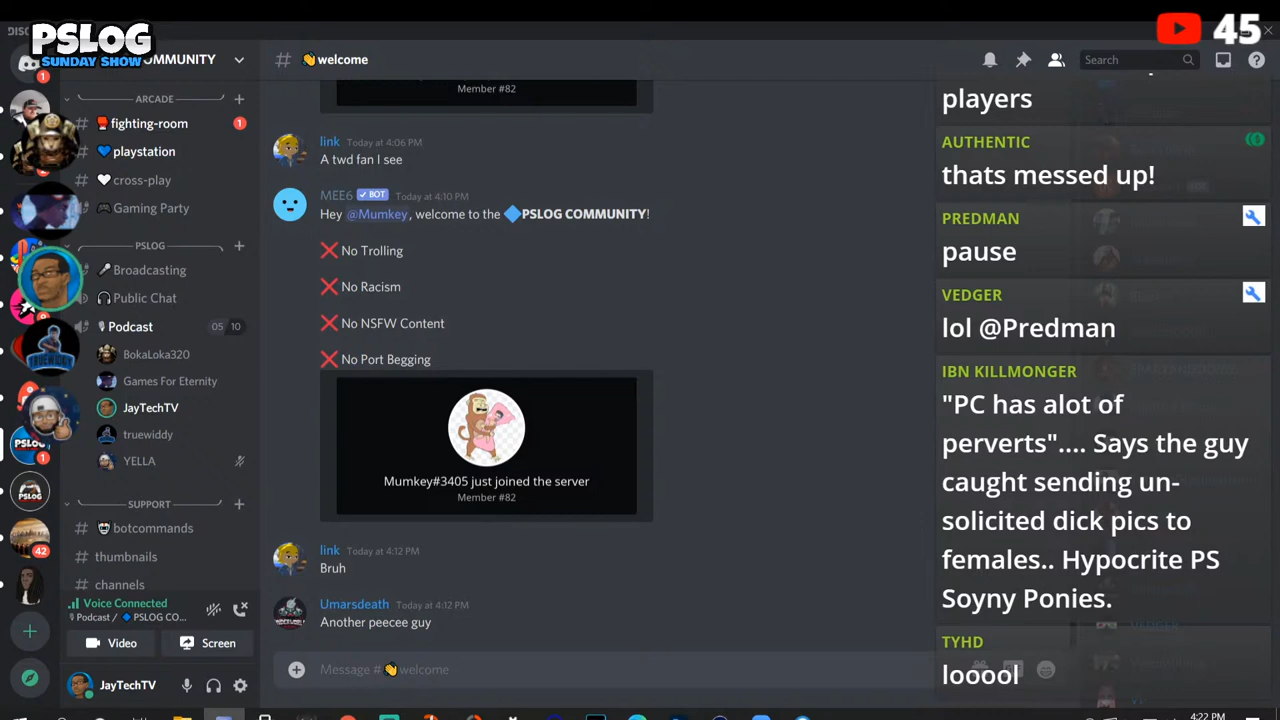 PSLOG
SUNDAY SHOW
OMMUNITY
ARCADE
fighting-room
1
playstation
cross-play
Gaming Party
PSLOG
Broadcasting
Public Chat
Podcast
05 10
BokaLoka320
Games For Eternity
JayTechTV
truewiddy
YELLA
SUPPORT
botcommands
thumbnails
channels
Voice Connected
Podcast / PSLOG CO...
Video
Screen
JayTechTV
1
1
42
# 👋welcome
Search
Member #82
link Today at 4:06 PM
A twd fan I see
MEE6 ✔ BOT Today at 4:10 PM
Hey @Mumkey, welcome to the 🔷PSLOG COMMUNITY!
❌ No Trolling
❌ No Racism
❌ No NSFW Content
❌ No Port Begging
Mumkey#3405 just joined the server
Member #82
link Today at 4:12 PM
Bruh
Umarsdeath Today at 4:12 PM
Another peecee guy
Message #👋welcome
45
players
AUTHENTIC
thats messed up!
PREDMAN
pause
VEDGER
lol @Predman
IBN KILLMONGER
"PC has alot of
perverts".... Says the guy
caught sending un-
solicited dick pics to
females.. Hypocrite PS
Soyny Ponies.
TYHD
looool
4:22 PM